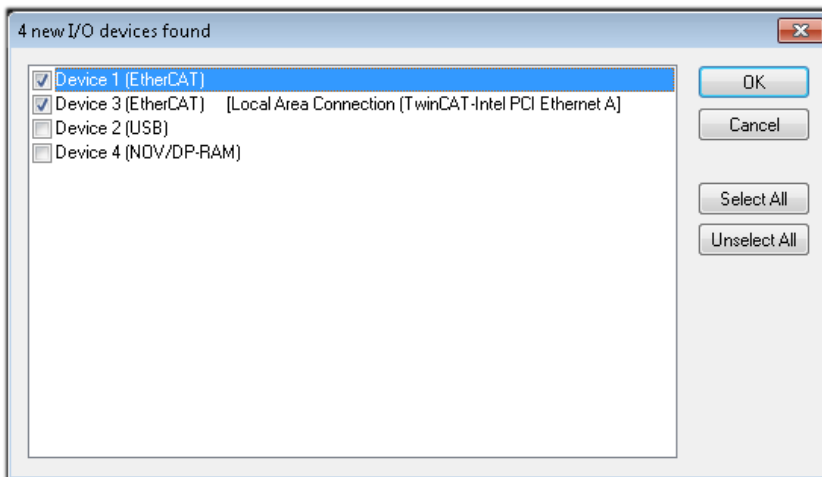 4 new I/O devices found
Device 1 (EtherCAT)
Device 3 (EtherCAT) [Local Area Connection (TwinCAT-Intel PCI Ethernet A]
Device 2 (USB)
Device 4 (NOV/DP-RAM)
OK
Cancel
Select All
Unselect All